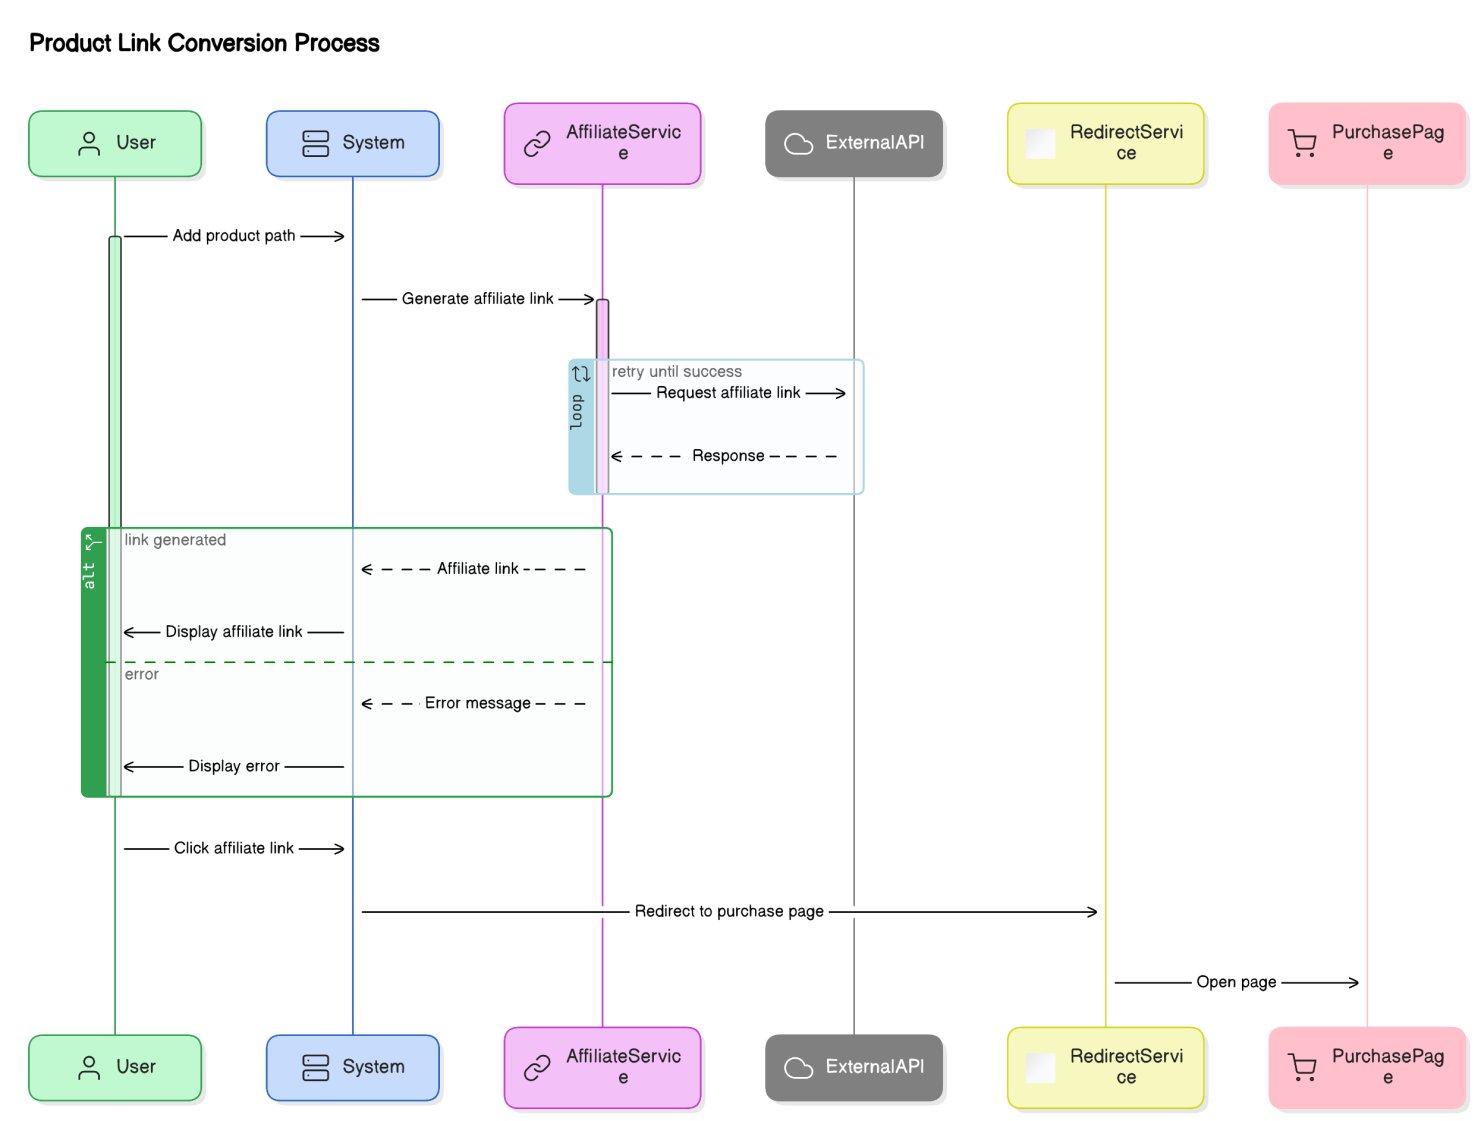 Product Link Conversion Process
User
System
AffiliateServic
e
ExternalAPI
RedirectServi
ce
PurchasePag
e
Add product path
Generate affiliate link
loop
retry until success
Request affiliate link
Response
alt
link generated
Affiliate link
Display affiliate link
error
Error message
Display error
Click affiliate link
Redirect to purchase page
Open page
User
System
AffiliateServic
e
ExternalAPI
RedirectServi
ce
PurchasePag
e